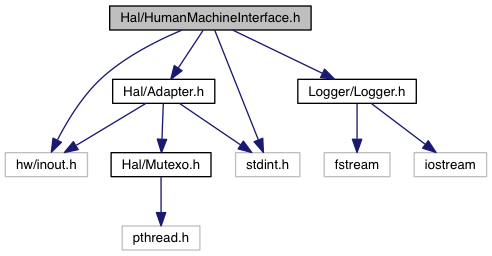 Hal/HumanMachineInterface.h
Hal/Adapter.h
Logger/Logger.h
hw/inout.h
Hal/Mutexo.h
stdint.h
fstream
iostream
pthread.h